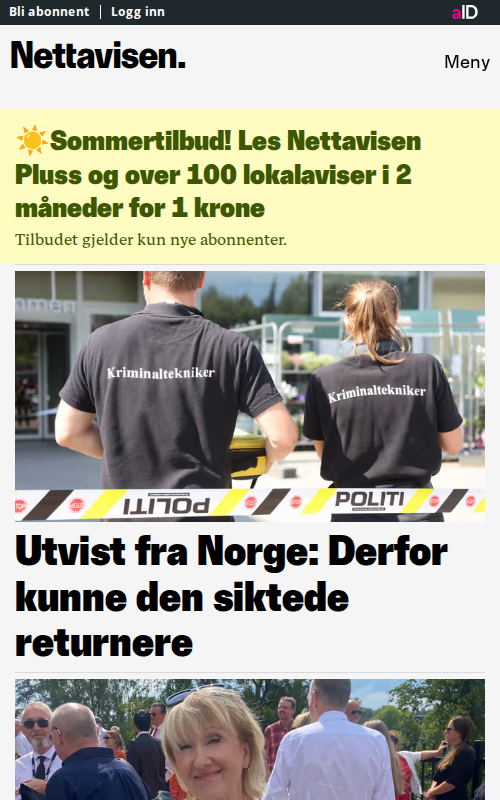 Bli abonnent | Logg inn
aID
Nettavisen.
Meny
☀️Sommertilbud! Les Nettavisen
Pluss og over 100 lokalaviser i 2
måneder for 1 krone
Tilbudet gjelder kun nye abonnenter.
Kriminaltekniker
Kriminaltekniker
POLITI
POLITI
Utvist fra Norge: Derfor
kunne den siktede
returnere